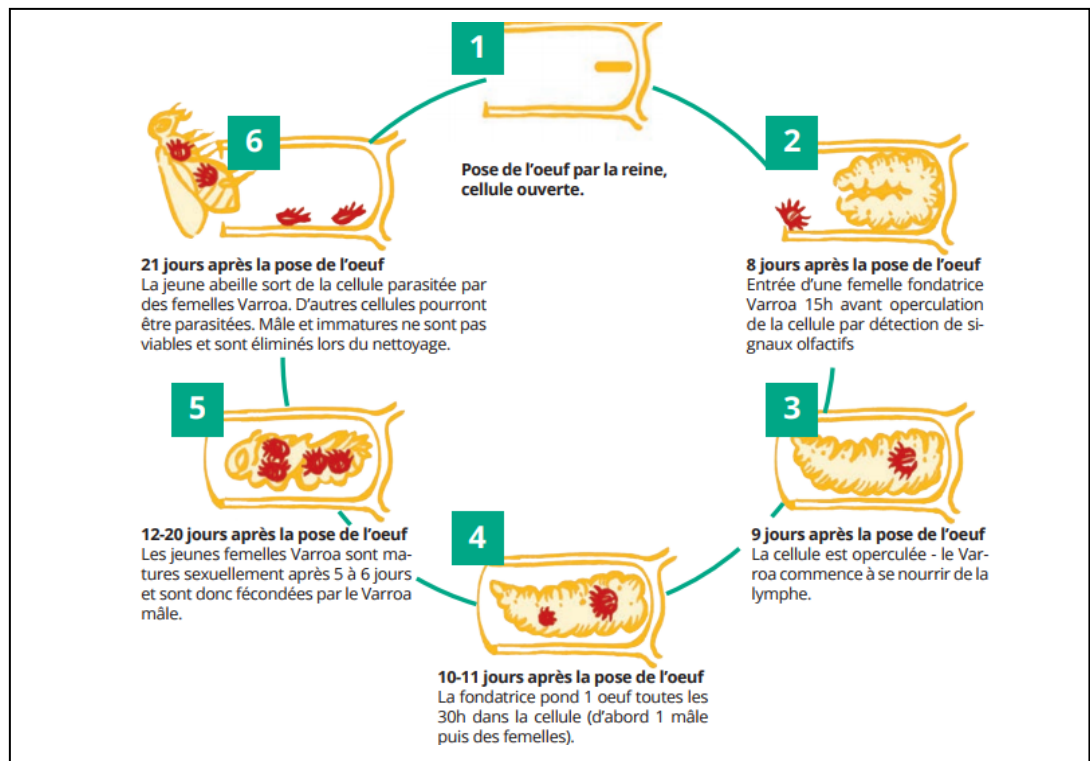 1
Pose de l'oeuf par la reine,
cellule ouverte.
2
8 jours après la pose de l'oeuf
Entrée d'une femelle fondatrice
Varroa 15h avant operculation
de la cellule par détection de si-
gnaux olfactifs
3
9 jours après la pose de l'oeuf
La cellule est operculée - le Var-
roa commence à se nourrir de la
lymphe.
4
10-11 jours après la pose de l'oeuf
La fondatrice pond 1 oeuf toutes les
30h dans la cellule (d'abord 1 mâle
puis des femelles).
5
12-20 jours après la pose de l'oeuf
Les jeunes femelles Varroa sont ma-
tures sexuellement après 5 à 6 jours
et sont donc fécondées par le Varroa
mâle.
6
21 jours après la pose de l'oeuf
La jeune abeille sort de la cellule parasitée par
des femelles Varroa. D'autres cellules pourront
être parasitées. Mâle et immatures ne sont pas
viables et sont éliminés lors du nettoyage.